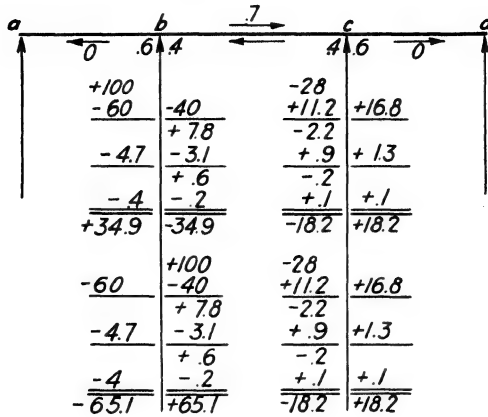 .7
a b c d
0 .6 .4 .4 .6 0
+100 -28
-60 -40 +11.2 +16.8
+7.8 -2.2
-4.7 -3.1 +.9 +1.3
+.6 -.2
-.4 -.2 +.1 +.1
+34.9 -34.9 -18.2 +18.2
+100 -28
-60 -40 +11.2 +16.8
+7.8 -2.2
-4.7 -3.1 +.9 +1.3
+.6 -.2
-4 -.2 +.1 +.1
-65.1 +65.1 -18.2 +18.2